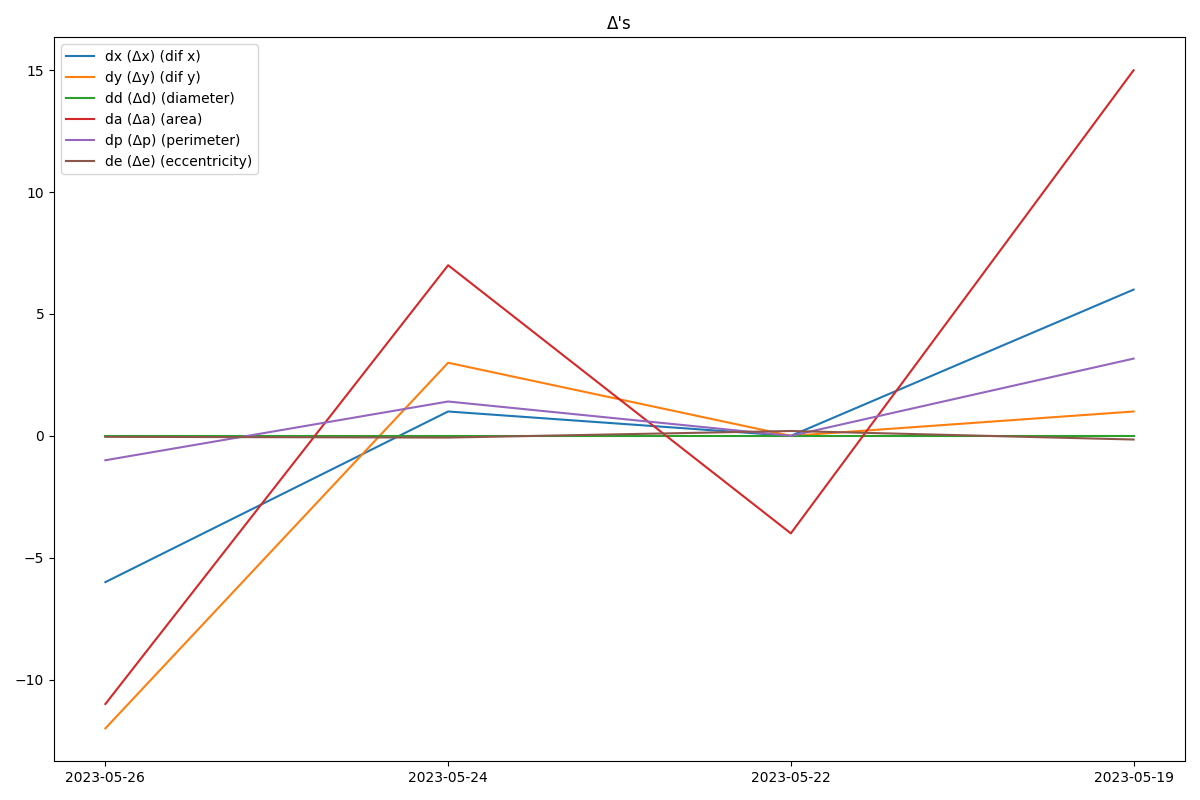 Δ's
dx (Δx) (dif x)
dy (Δy) (dif y)
dd (Δd) (diameter)
da (Δa) (area)
dp (Δp) (perimeter)
de (Δe) (eccentricity)
15
10
5
0
−5
−10
2023-05-26 2023-05-24 2023-05-22 2023-05-19